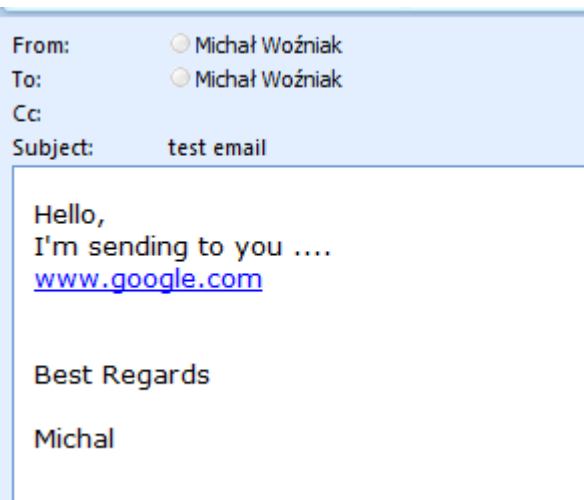 From: Michał Woźniak
To: Michał Woźniak
Cc:
Subject: test email
Hello,
I'm sending to you ....
www.google.com
Best Regards
Michal